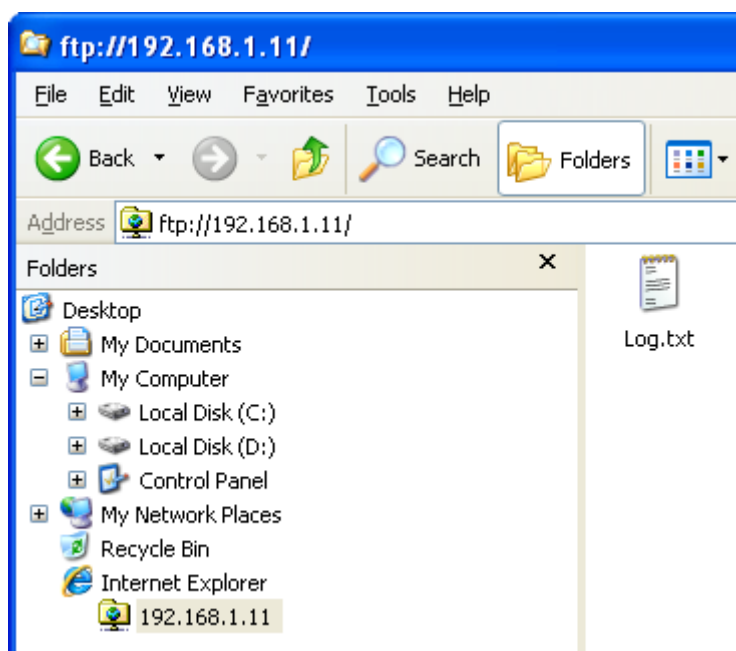 ftp://192.168.1.11/
File Edit View Favorites Tools Help
Back Search Folders
Address ftp://192.168.1.11/
Folders
Desktop
My Documents
My Computer
Local Disk (C:)
Local Disk (D:)
Control Panel
My Network Places
Recycle Bin
Internet Explorer
192.168.1.11
Log.txt